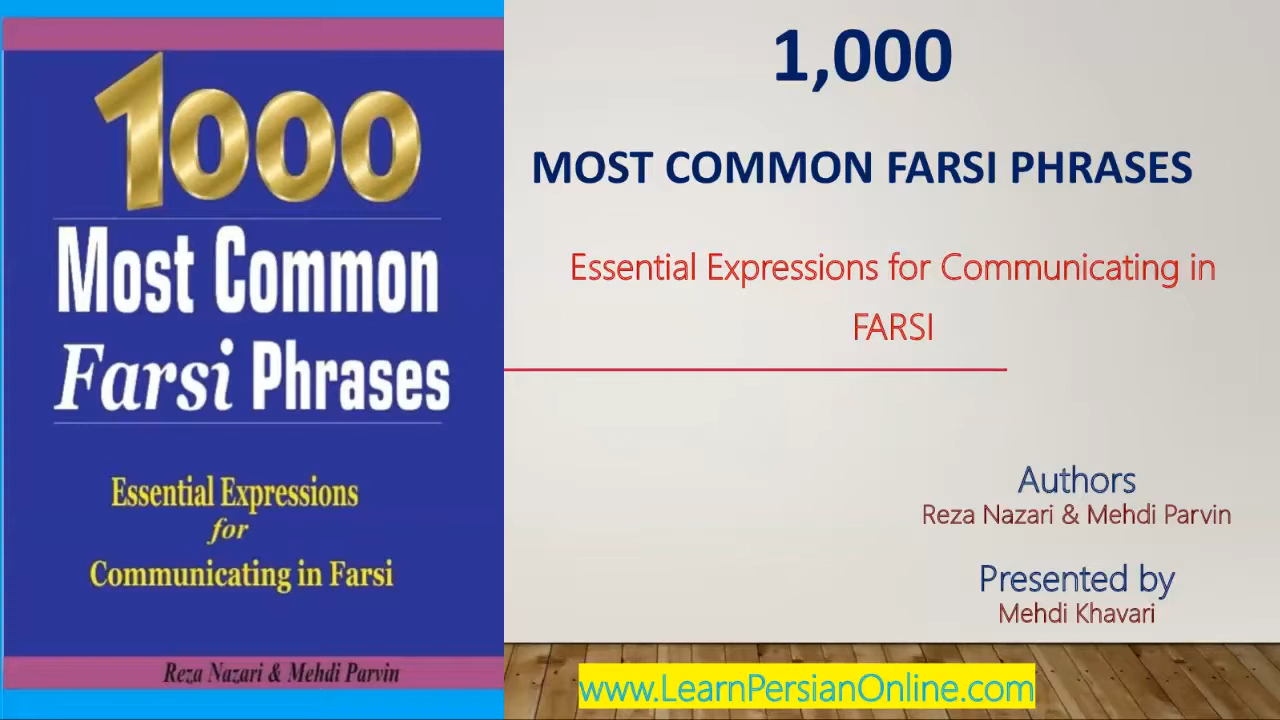 1000
Most Common
Farsi Phrases
Essential Expressions
for
Communicating in Farsi
Reza Nazari & Mehdi Parvin
1,000
MOST COMMON FARSI PHRASES
Essential Expressions for Communicating in
FARSI
Authors
Reza Nazari & Mehdi Parvin
Presented by
Mehdi Khavari
www.LearnPersianOnline.com